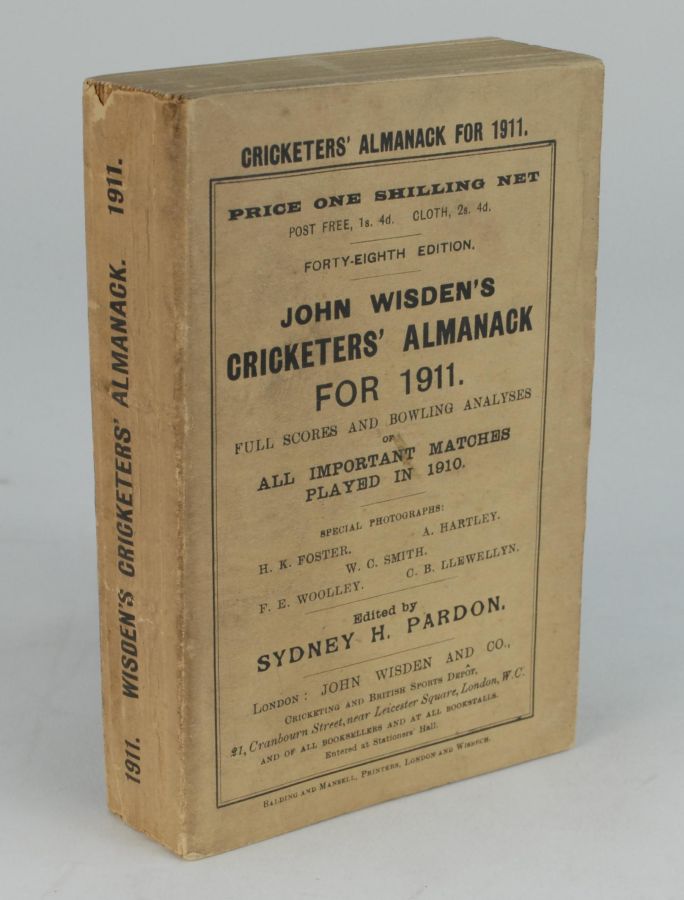 1911. WISDEN'S CRICKETERS' ALMANACK. 1911.
CRICKETERS' ALMANACK FOR 1911.
PRICE ONE SHILLING NET
POST FREE, 1s. 4d. CLOTH, 2s. 4d.
FORTY-EIGHTH EDITION.
JOHN WISDEN'S
CRICKETERS' ALMANACK
FOR 1911.
FULL SCORES AND BOWLING ANALYSES
OF
ALL IMPORTANT MATCHES
PLAYED IN 1910.
SPECIAL PHOTOGRAPHS:
H. K. FOSTER. A. HARTLEY.
W. C. SMITH.
F. E. WOOLLEY. C. B. LLEWELLYN.
Edited by
SYDNEY H. PARDON.
LONDON: JOHN WISDEN AND CO.,
CRICKETING AND BRITISH SPORTS DEPÔT,
21, Cranbourn Street, near Leicester Square, London, W.C.
AND OF ALL BOOKSELLERS AND AT ALL BOOKSTALLS.
Entered at Stationers' Hall.
BALDING AND MANSELL, PRINTERS, LONDON AND WISBECH.